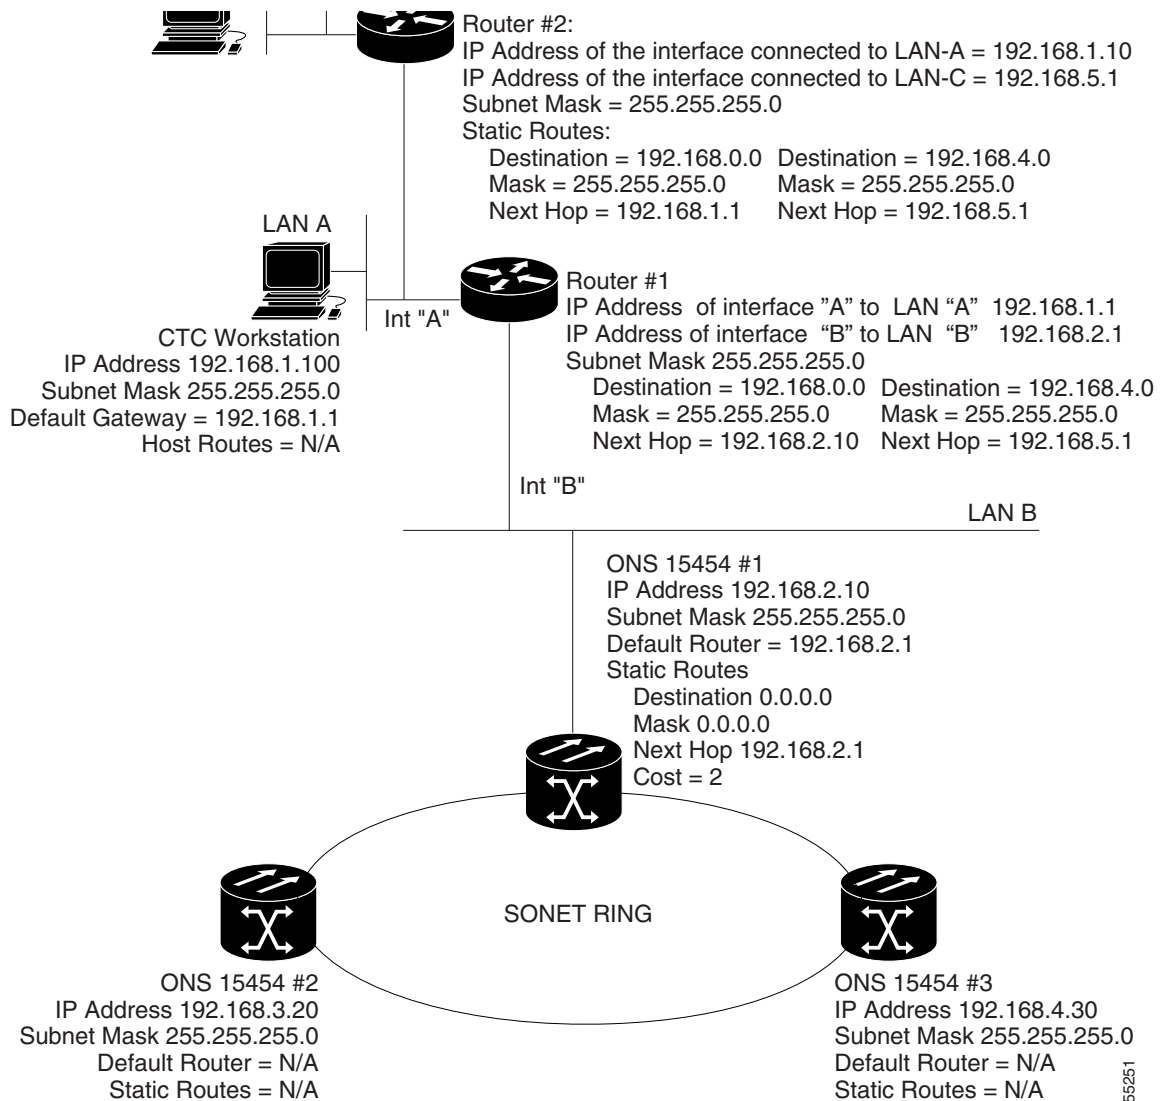 Router #2:
IP Address of the interface connected to LAN-A = 192.168.1.10
IP Address of the interface connected to LAN-C = 192.168.5.1
Subnet Mask = 255.255.255.0
Static Routes:
Destination = 192.168.0.0 Destination = 192.168.4.0
Mask = 255.255.255.0 Mask = 255.255.255.0
Next Hop = 192.168.1.1 Next Hop = 192.168.5.1
LAN A
Int "A"
CTC Workstation
IP Address 192.168.1.100
Subnet Mask 255.255.255.0
Default Gateway = 192.168.1.1
Host Routes = N/A
Router #1
IP Address of interface ”A” to LAN “A” 192.168.1.1
IP Address of interface “B” to LAN “B” 192.168.2.1
Subnet Mask 255.255.255.0
Destination = 192.168.0.0 Destination = 192.168.4.0
Mask = 255.255.255.0 Mask = 255.255.255.0
Next Hop = 192.168.2.10 Next Hop = 192.168.5.1
Int "B"
LAN B
ONS 15454 #1
IP Address 192.168.2.10
Subnet Mask 255.255.255.0
Default Router = 192.168.2.1
Static Routes
Destination 0.0.0.0
Mask 0.0.0.0
Next Hop 192.168.2.1
Cost = 2
SONET RING
ONS 15454 #2
IP Address 192.168.3.20
Subnet Mask 255.255.255.0
Default Router = N/A
Static Routes = N/A
ONS 15454 #3
IP Address 192.168.4.30
Subnet Mask 255.255.255.0
Default Router = N/A
Static Routes = N/A
55251